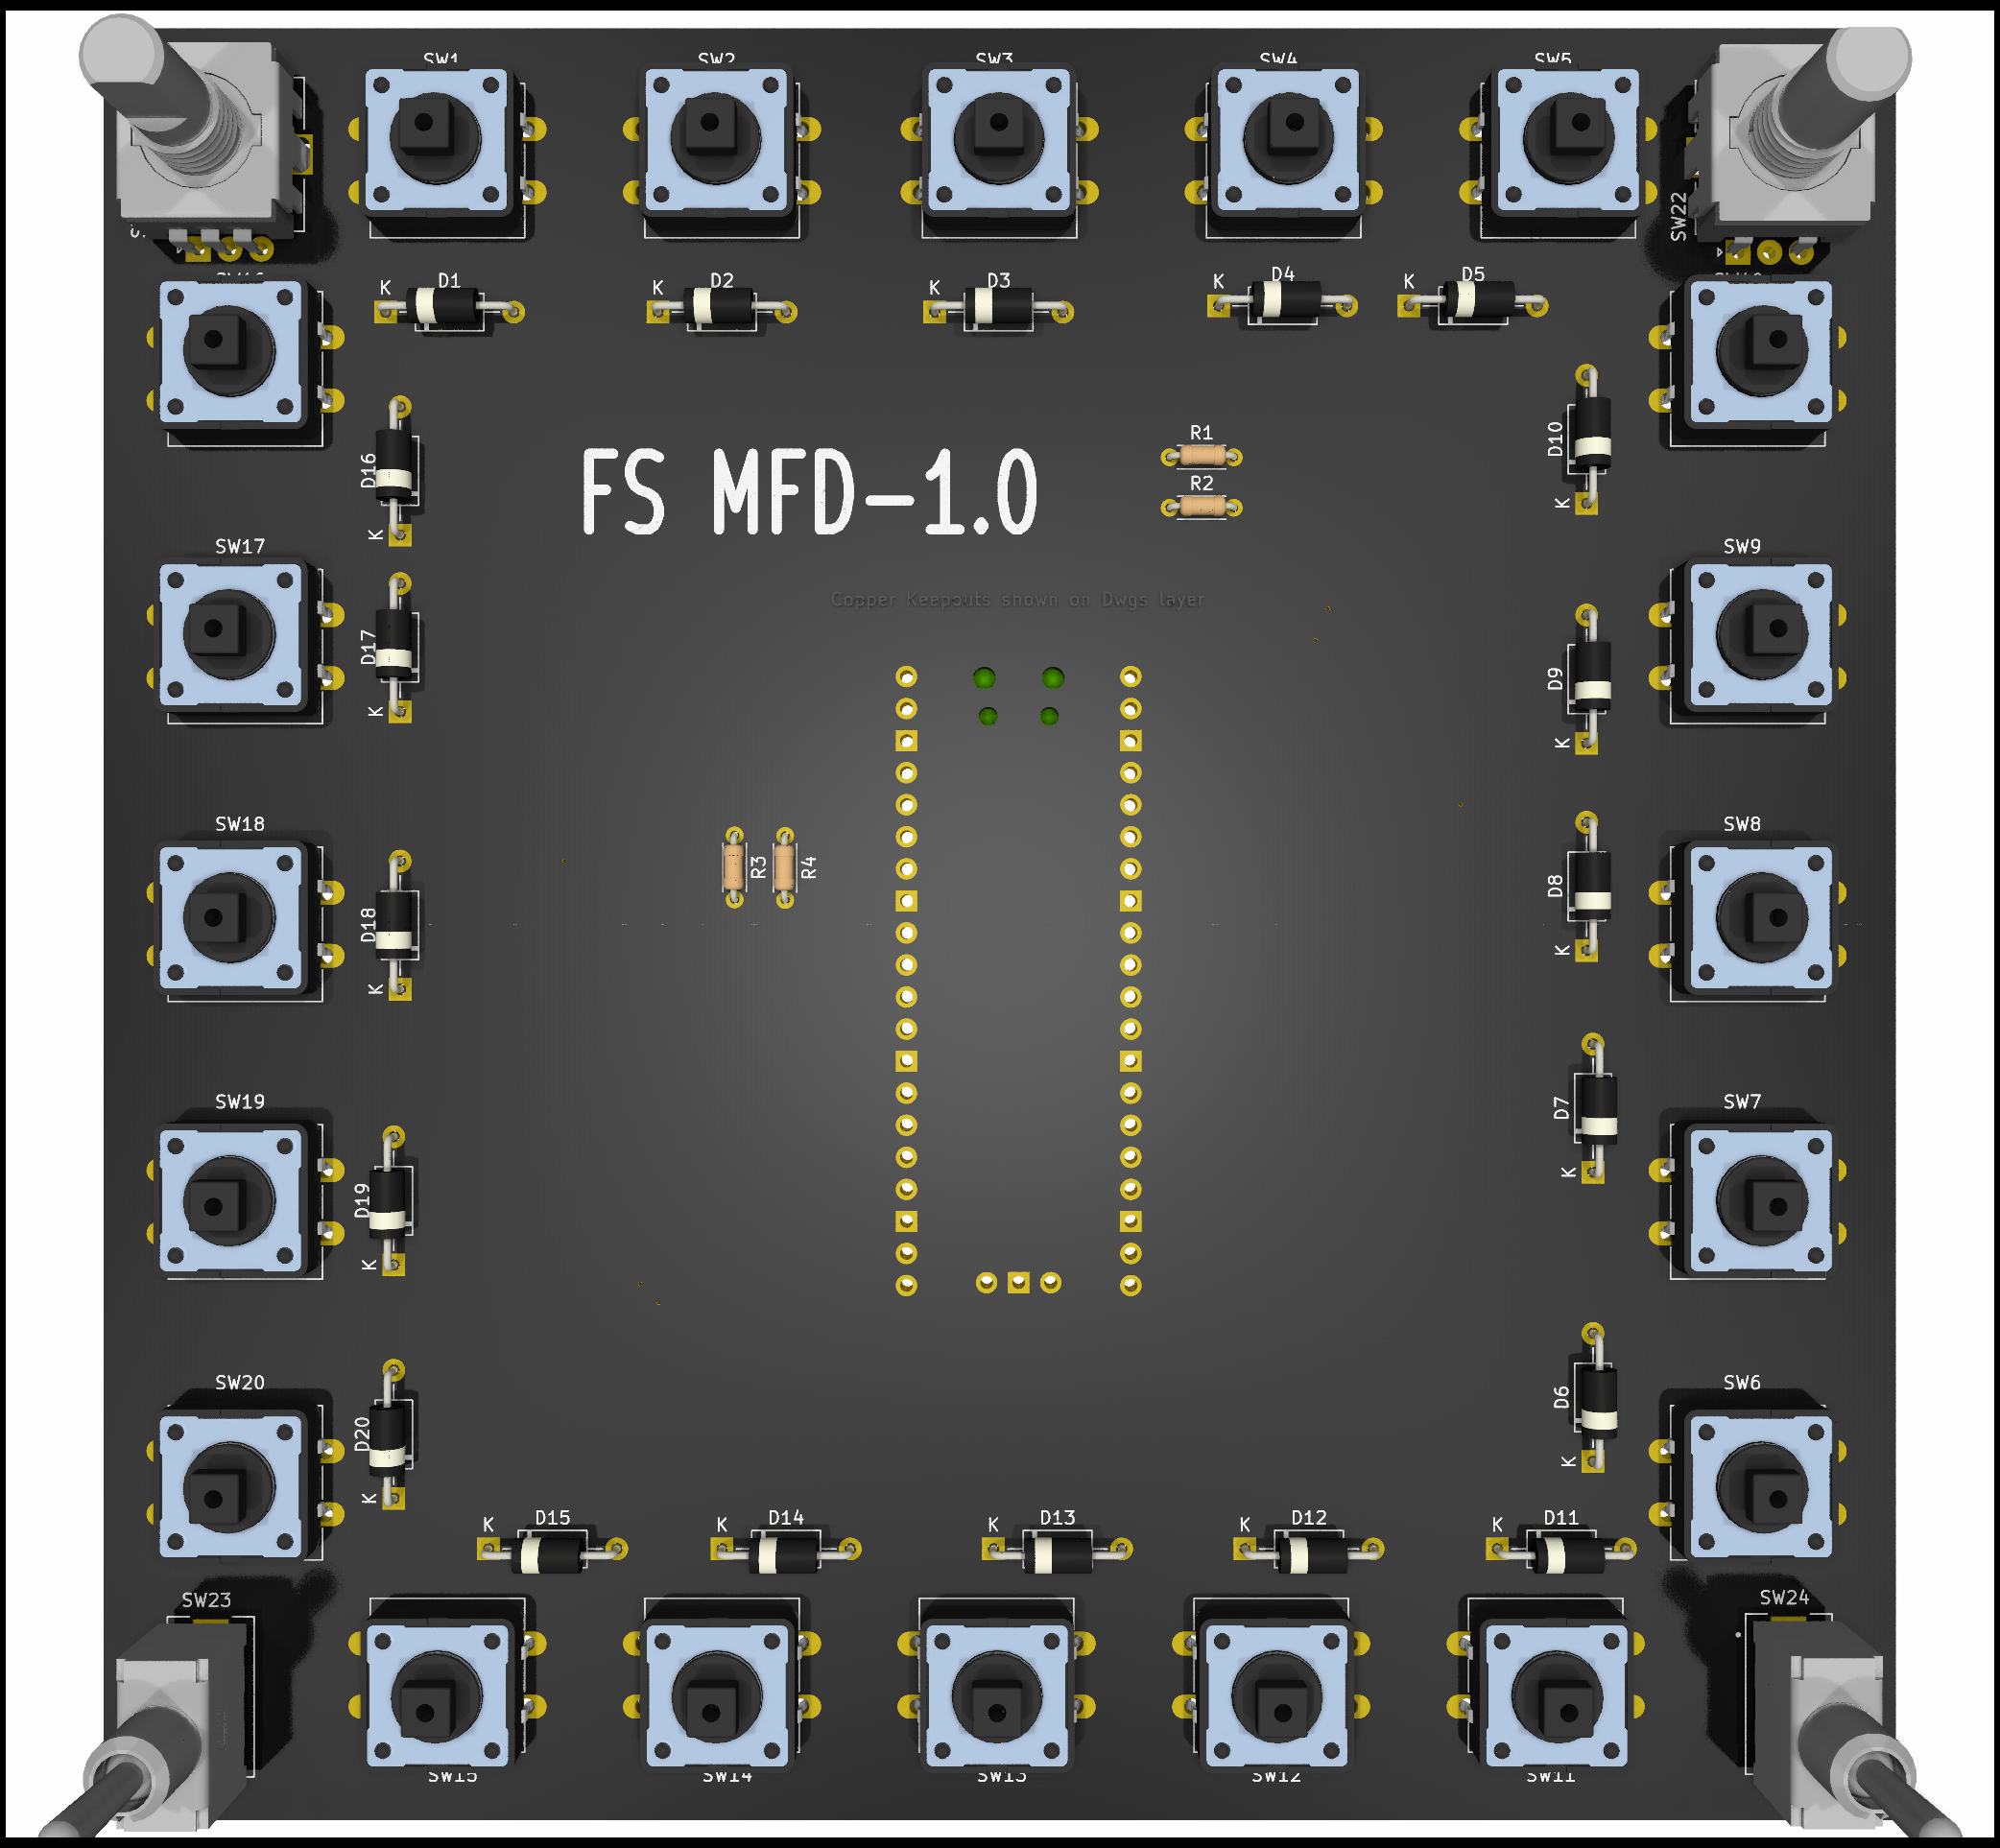 SW1 SW2 SW3 SW4 SW5
SW22
K D1 K D2 K D3 K D4 K D5
D16 K
FS MFD-1.0
R1
R2
D10 K
SW17
SW9
Copper Keepouts shown on Dwgs layer
D17 K
D9 K
SW18
SW8
R3 R4
D18 K
D8 K
SW19
SW7
D19 K
D7 K
SW20
SW6
D20 K
D6 K
K D15 K D14 K D13 K D12 K D11
SW23
SW24
SW15 SW14 SW13 SW12 SW11